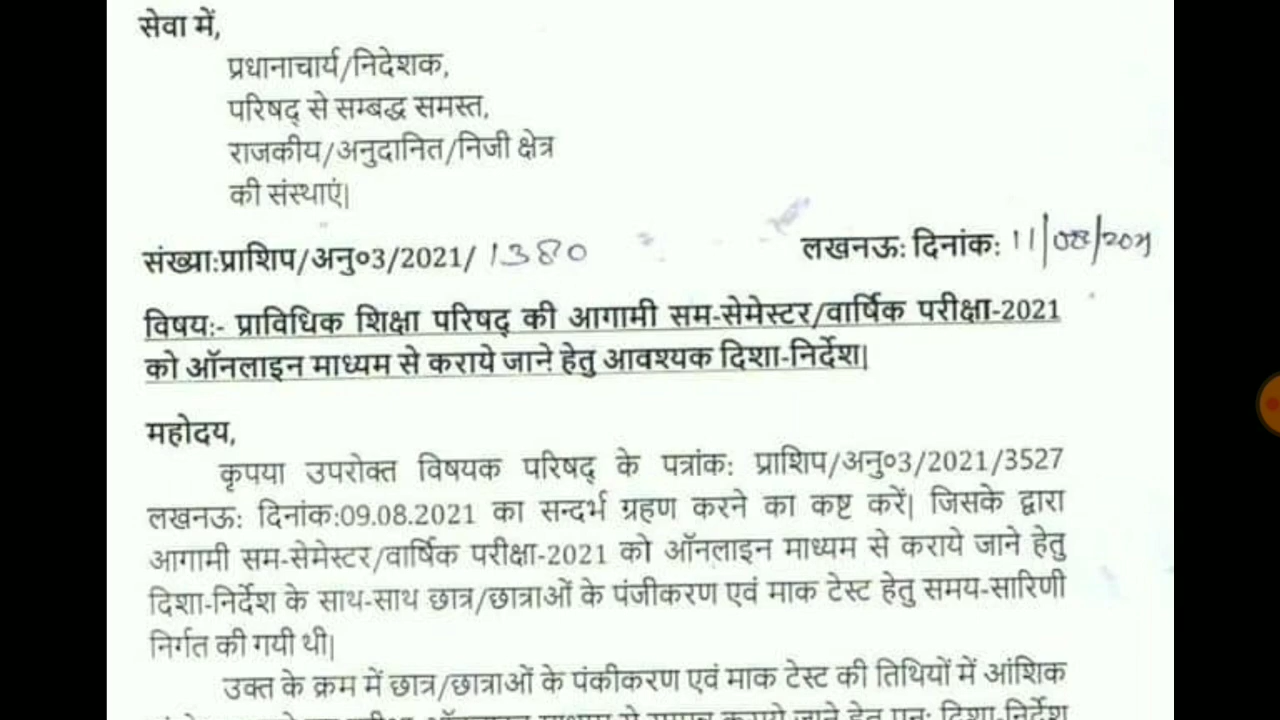 सेवा में,
प्रधानाचार्य/निदेशक,
परिषद् से सम्बद्ध समस्त,
राजकीय/अनुदानित/निजी क्षेत्र
की संस्थाएं|
संख्या:प्राशिप/अनु०3/2021/ 1380 लखनऊ: दिनांक: 11/08/2021
विषय:- प्राविधिक शिक्षा परिषद् की आगामी सम-सेमेस्टर/वार्षिक परीक्षा-2021
को ऑनलाइन माध्यम से कराये जाने हेतु आवश्यक दिशा-निर्देश|
महोदय,
कृपया उपरोक्त विषयक परिषद् के पत्रांक: प्राशिप/अनु०3/2021/3527
लखनऊ: दिनांक:09.08.2021 का सन्दर्भ ग्रहण करने का कष्ट करें| जिसके द्वारा
आगामी सम-सेमेस्टर/वार्षिक परीक्षा-2021 को ऑनलाइन माध्यम से कराये जाने हेतु
दिशा-निर्देश के साथ-साथ छात्र/छात्राओं के पंजीकरण एवं माक टेस्ट हेतु समय-सारिणी
निर्गत की गयी थी|
उक्त के क्रम में छात्र/छात्राओं के पंकीकरण एवं माक टेस्ट की तिथियों में आंशिक
माध्यम से कराये जाने हेतु पुन: दिशा-निर्देश